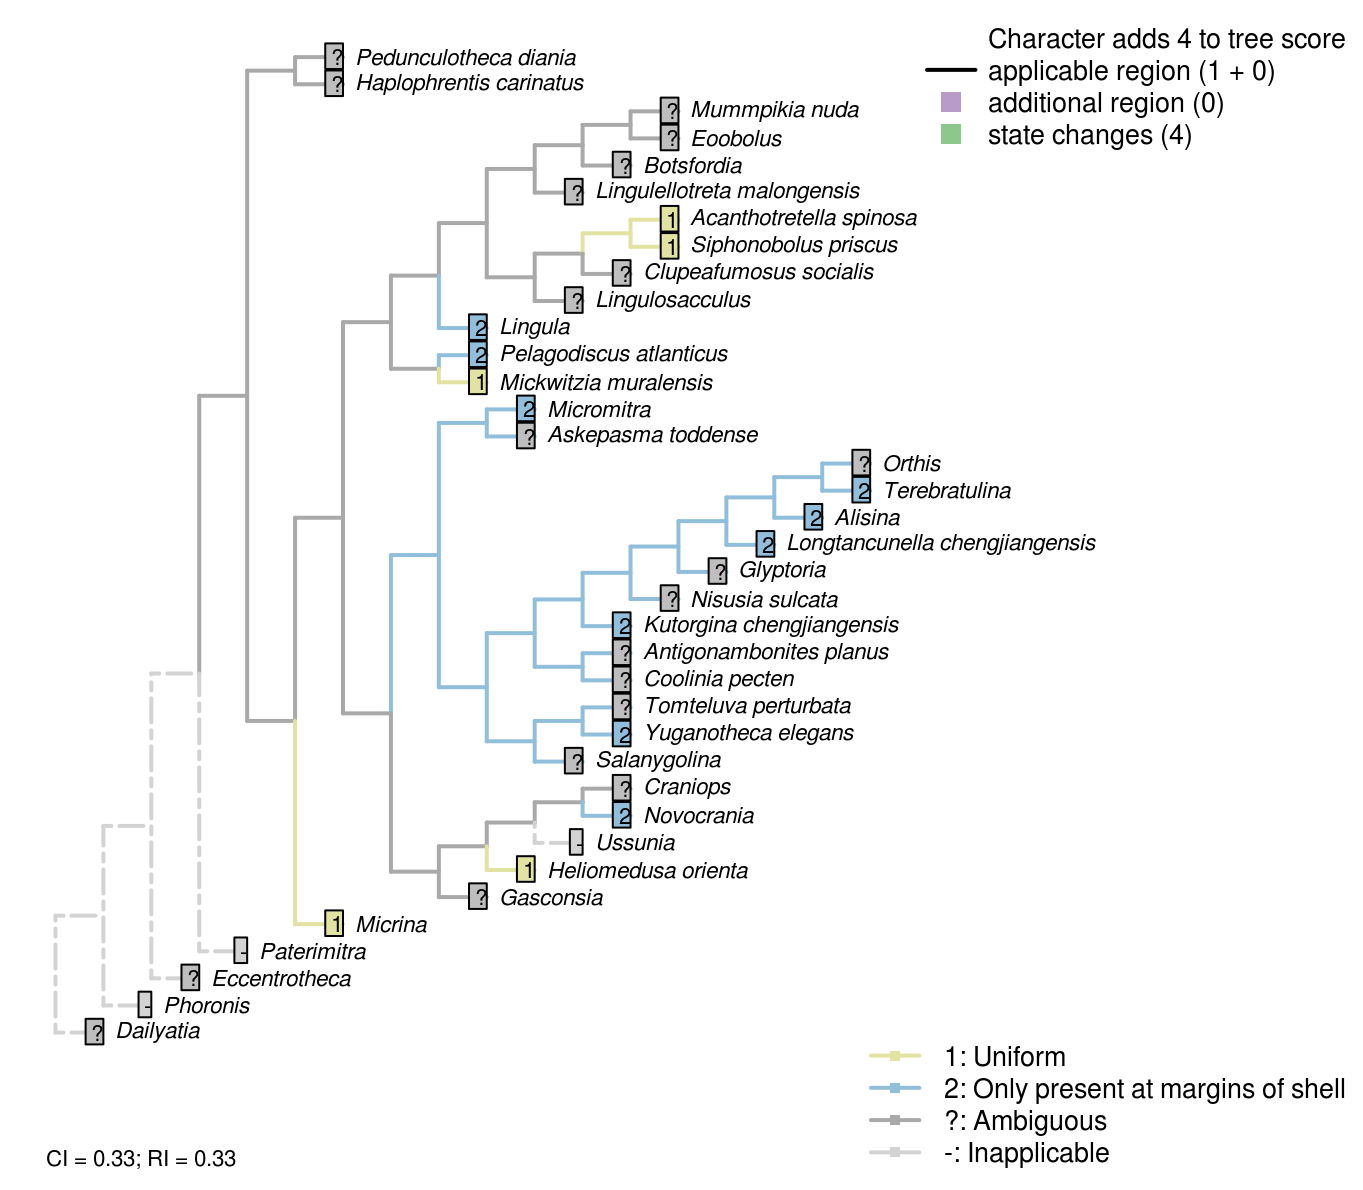 Character adds 4 to tree score
applicable region (1 + 0)
additional region (0)
state changes (4)
? Pedunculotheca diania
? Haplophrentis carinatus
? Mummpikia nuda
? Eoobolus
? Botsfordia
? Lingulellotreta malongensis
1 Acanthotretella spinosa
1 Siphonobolus priscus
? Clupeafumosus socialis
? Lingulosacculus
2 Lingula
2 Pelagodiscus atlanticus
1 Mickwitzia muralensis
2 Micromitra
? Askepasma toddense
? Orthis
2 Terebratulina
2 Alisina
2 Longtancunella chengjiangensis
? Glyptoria
? Nisusia sulcata
2 Kutorgina chengjiangensis
? Antigonambonites planus
? Coolinia pecten
? Tomteluva perturbata
2 Yuganotheca elegans
? Salanygolina
? Craniops
2 Novocrania
- Ussunia
1 Heliomedusa orienta
? Gasconsia
1 Micrina
- Paterimitra
? Eccentrotheca
- Phoronis
? Dailyatia
1: Uniform
2: Only present at margins of shell
?: Ambiguous
-: Inapplicable
CI = 0.33; RI = 0.33